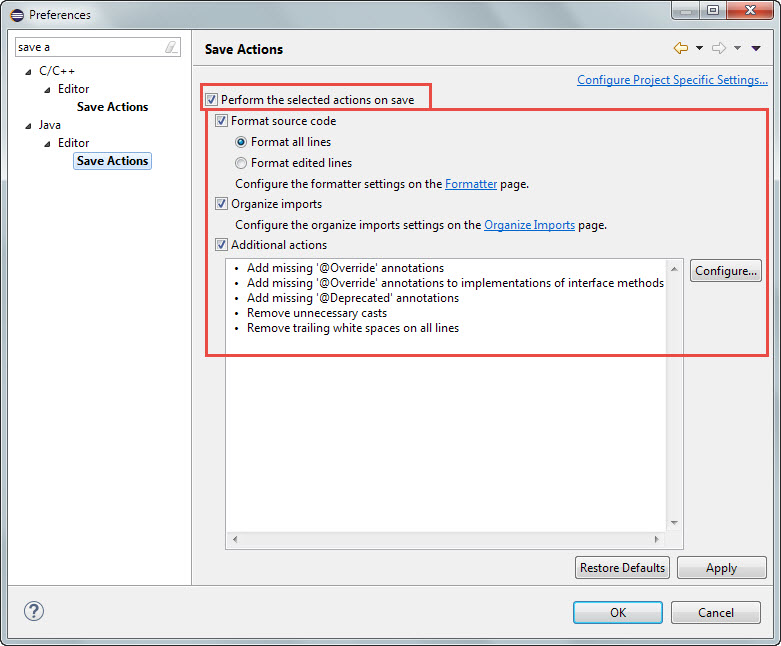 Preferences
save a
Save Actions
C/C++
Editor
Save Actions
Java
Editor
Save Actions
Configure Project Specific Settings...
Perform the selected actions on save
Format source code
Format all lines
Format edited lines
Configure the formatter settings on the Formatter page.
Organize imports
Configure the organize imports settings on the Organize Imports page.
Additional actions
• Add missing '@Override' annotations
• Add missing '@Override' annotations to implementations of interface methods
• Add missing '@Deprecated' annotations
• Remove unnecessary casts
• Remove trailing white spaces on all lines
Configure...
Restore Defaults
Apply
?
OK
Cancel